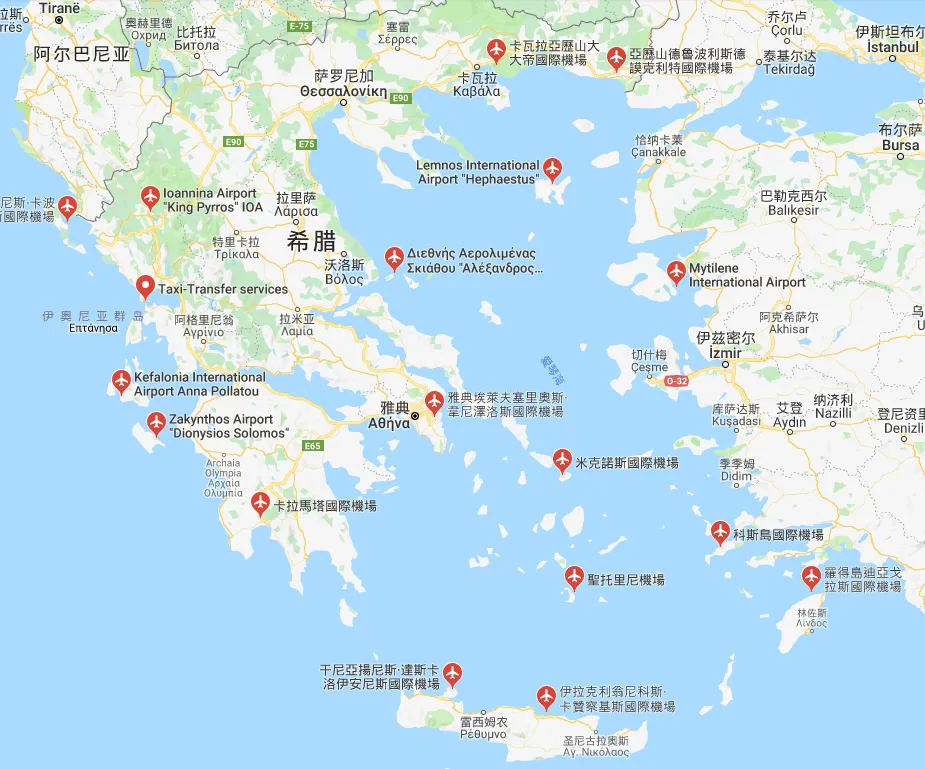 Tiranë
拉斯
rrës
奥赫里德
Охрид
比托拉
Битола
E-75
塞雷
Σέρρες
乔尔卢
Çorlu
伊斯坦布尔
İstanbul
阿尔巴尼亚
卡瓦拉亞歷山大
大帝國際機場
亞歷山德魯波利斯德
謨克利特國際機場
泰基尔达
Tekirdağ
萨罗尼加
Θεσσαλονίκη
卡瓦拉
Καβάλα
E90
E90
E75
恰纳卡莱
Çanakkale
布尔萨
Bursa
Lemnos International
Airport "Hephaestus"
Ioannina Airport
"King Pyrros" IOA
尼斯·卡波
斯國際機場
拉里萨
Λάρισα
巴勒克西尔
Balıkesir
特里卡拉
Τρίκαλα
希腊
沃洛斯
Βόλος
Διεθνής Αερολιμένας
Σκιάθου "Αλέξανδρος...
Mytilene
International Airport
Taxi-Transfer services
伊奥尼亚群岛
Επτάνησα
阿格里尼翁
Αγρίνιο
拉米亚
Λαμία
阿克希萨尔
Akhisar
乌
U
伊兹密尔
İzmir
切什梅
Çeşme
O-32
愛琴海
Kefalonia International
Airport Anna Pollatou
雅典
Αθήνα
雅典埃萊夫塞里奧斯·
韋尼澤洛斯國際機場
库萨达斯
Kuşadası
艾登
Aydın
纳济利
Nazilli
登尼资里
Denizli
Zakynthos Airport
"Dionysios Solomos"
E65
Archaia
Olympia
Αρχαία
Ολυμπία
米克諾斯國際機場
季季姆
Didim
卡拉馬塔國際機場
科斯島國際機場
聖托里尼機場
羅得島迪亞戈
拉斯國際機場
林佐斯
Λίνδος
干尼亞揚尼斯·達斯卡
洛伊安尼斯國際機場
伊拉克利翁尼科斯·
卡贊察基斯國際機場
雷西姆农
Ρέθυμνο
圣尼古拉奥斯
Αγ. Νικόλαος